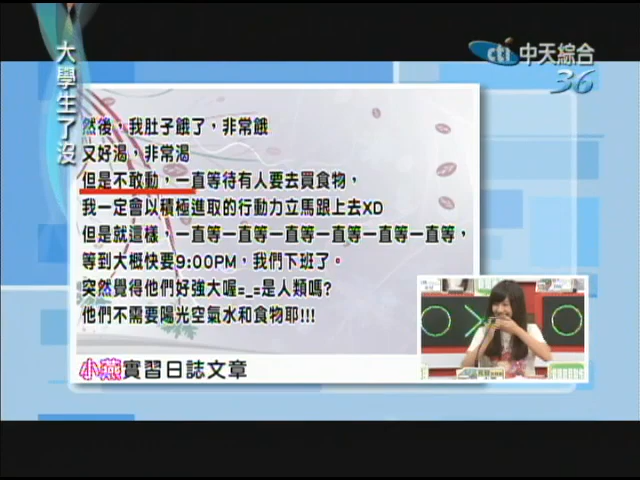 大學生了沒
cti 中天綜合
36
然後，我肚子餓了，非常餓
又好渴，非常渴
但是不敢動，一直等待有人要去買食物，
我一定會以積極進取的行動力立馬跟上去XD
但是就這樣，一直等一直等一直等一直等一直等一直等，
等到大概快要9:00PM，我們下班了。
突然覺得他們好強大喔=_=是人類嗎?
他們不需要陽光空氣水和食物耶!!!
小燕實習日誌文章